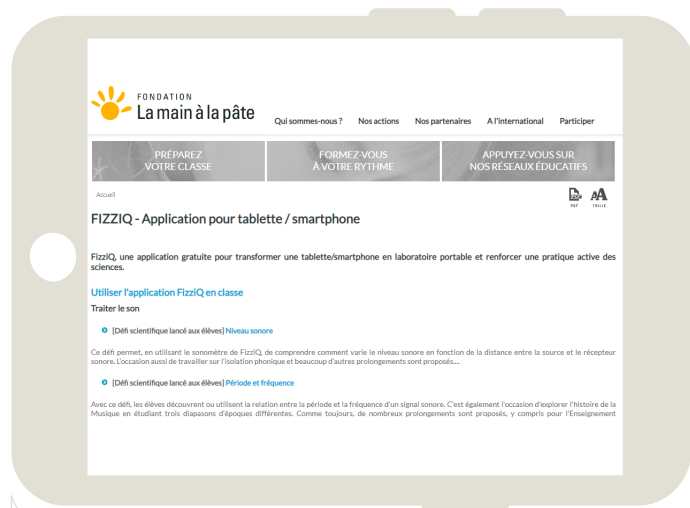 FONDATION
La main à la pâte
Qui sommes-nous ? Nos actions Nos partenaires A l'international Participer
PRÉPAREZ
VOTRE CLASSE
FORMEZ-VOUS
À VOTRE RYTHME
APPUYEZ-VOUS SUR
NOS RÉSEAUX ÉDUCATIFS
Accueil
PDF
AA
TAILLE
FIZZIQ - Application pour tablette / smartphone
FizziQ, une application gratuite pour transformer une tablette/smartphone en laboratoire portable et renforcer une pratique active des
sciences.
Utiliser l'application FizziQ en classe
Traiter le son
[Défi scientifique lancé aux élèves] Niveau sonore
Ce défi permet, en utilisant le sonomètre de FizziQ, de comprendre comment varie le niveau sonore en fonction de la distance entre la source et le récepteur
sonore. L'occasion aussi de travailler sur l'isolation phonique et beaucoup d'autres prolongements sont proposés....
[Défi scientifique lancé aux élèves] Période et fréquence
Avec ce défi, les élèves découvrent ou utilisent la relation entre la période et la fréquence d'un signal sonore. C'est également l'occasion d'explorer l'histoire de la
Musique en étudiant trois diapasons d'époques différentes. Comme toujours, de nombreux prolongements sont proposés, y compris pour l'Enseignement